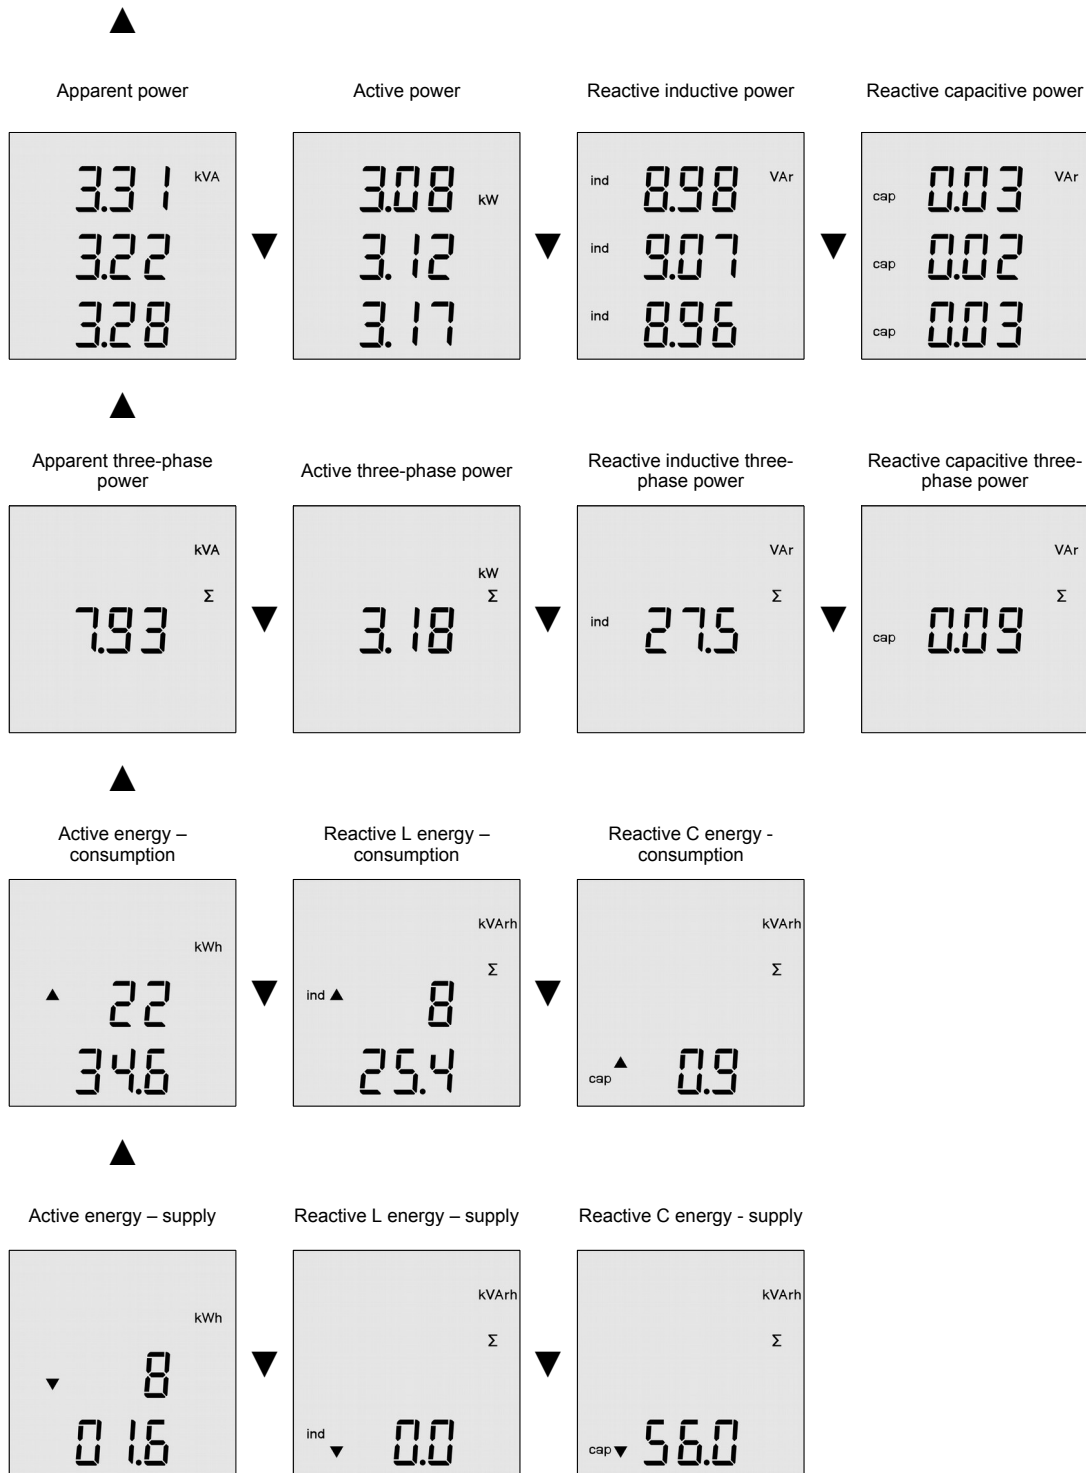 ▲
Apparent power
Active power
Reactive inductive power
Reactive capacitive power
3.31 kVA
3.22
3.28
▼
3.08 kW
3.12
3.17
▼
ind 8.98 VAr
ind 9.07
ind 8.96
▼
cap 0.03 VAr
cap 0.02
cap 0.03
▲
Apparent three-phase
power
Active three-phase power
Reactive inductive three-
phase power
Reactive capacitive three-
phase power
kVA
Σ
7.93
▼
kW
Σ
3.18
▼
VAr
Σ
ind 27.5
▼
VAr
Σ
cap 0.09
▲
Active energy –
consumption
Reactive L energy –
consumption
Reactive C energy -
consumption
kWh
▲ 22
34.6
▼
kVArh
Σ
ind ▲ 8
25.4
▼
kVArh
Σ
cap ▲ 0.9
▲
Active energy – supply
Reactive L energy – supply
Reactive C energy - supply
kWh
▼ 8
01.6
▼
kVArh
Σ
ind ▼ 0.0
▼
kVArh
Σ
cap ▼ 56.0